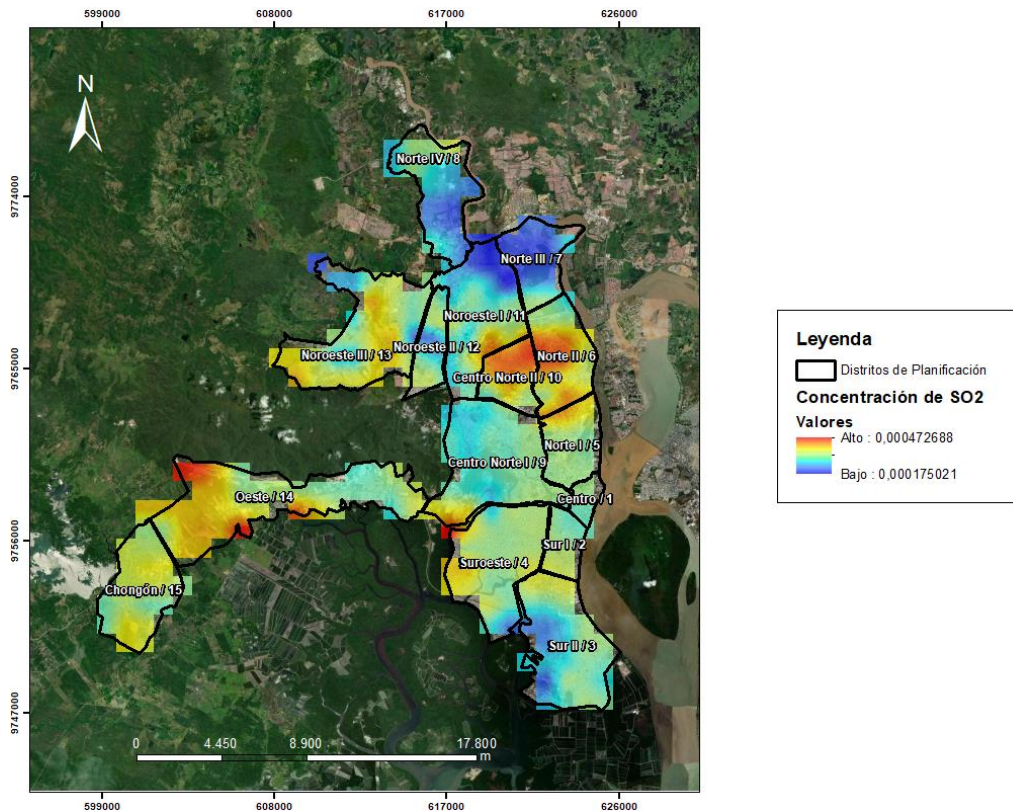 599000 608000 617000 626000
N
9774000
9765000
9756000
9747000
Norte IV / 8
Norte III / 7
Noroeste I / 11
Noroeste II / 12
Norte II / 6
Noroeste III / 13
Centro Norte II / 10
Norte I / 5
Centro Norte I / 9
Oeste / 14
Centro / 1
Sur I / 2
Suroeste / 4
Chongón / 15
Sur II / 3
0 4.450 8.900 17.800
m
599000 608000 617000 626000
Leyenda
Distritos de Planificación
Concentración de SO2
Valores
Alto : 0,000472688
Bajo : 0,000175021